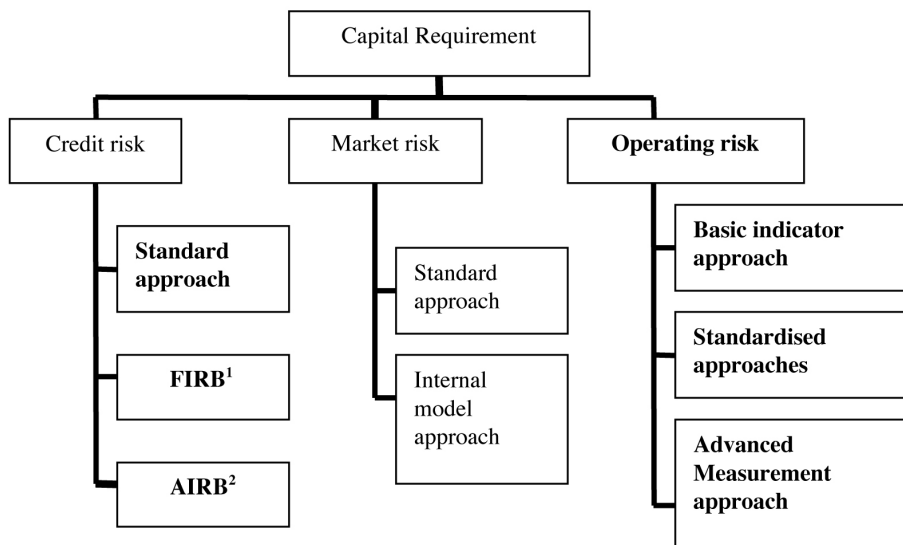 Capital Requirement
Credit risk
Market risk
Operating risk
Standard
approach
FIRB¹
AIRB²
Standard
approach
Internal
model
approach
Basic indicator
approach
Standardised
approaches
Advanced
Measurement
approach